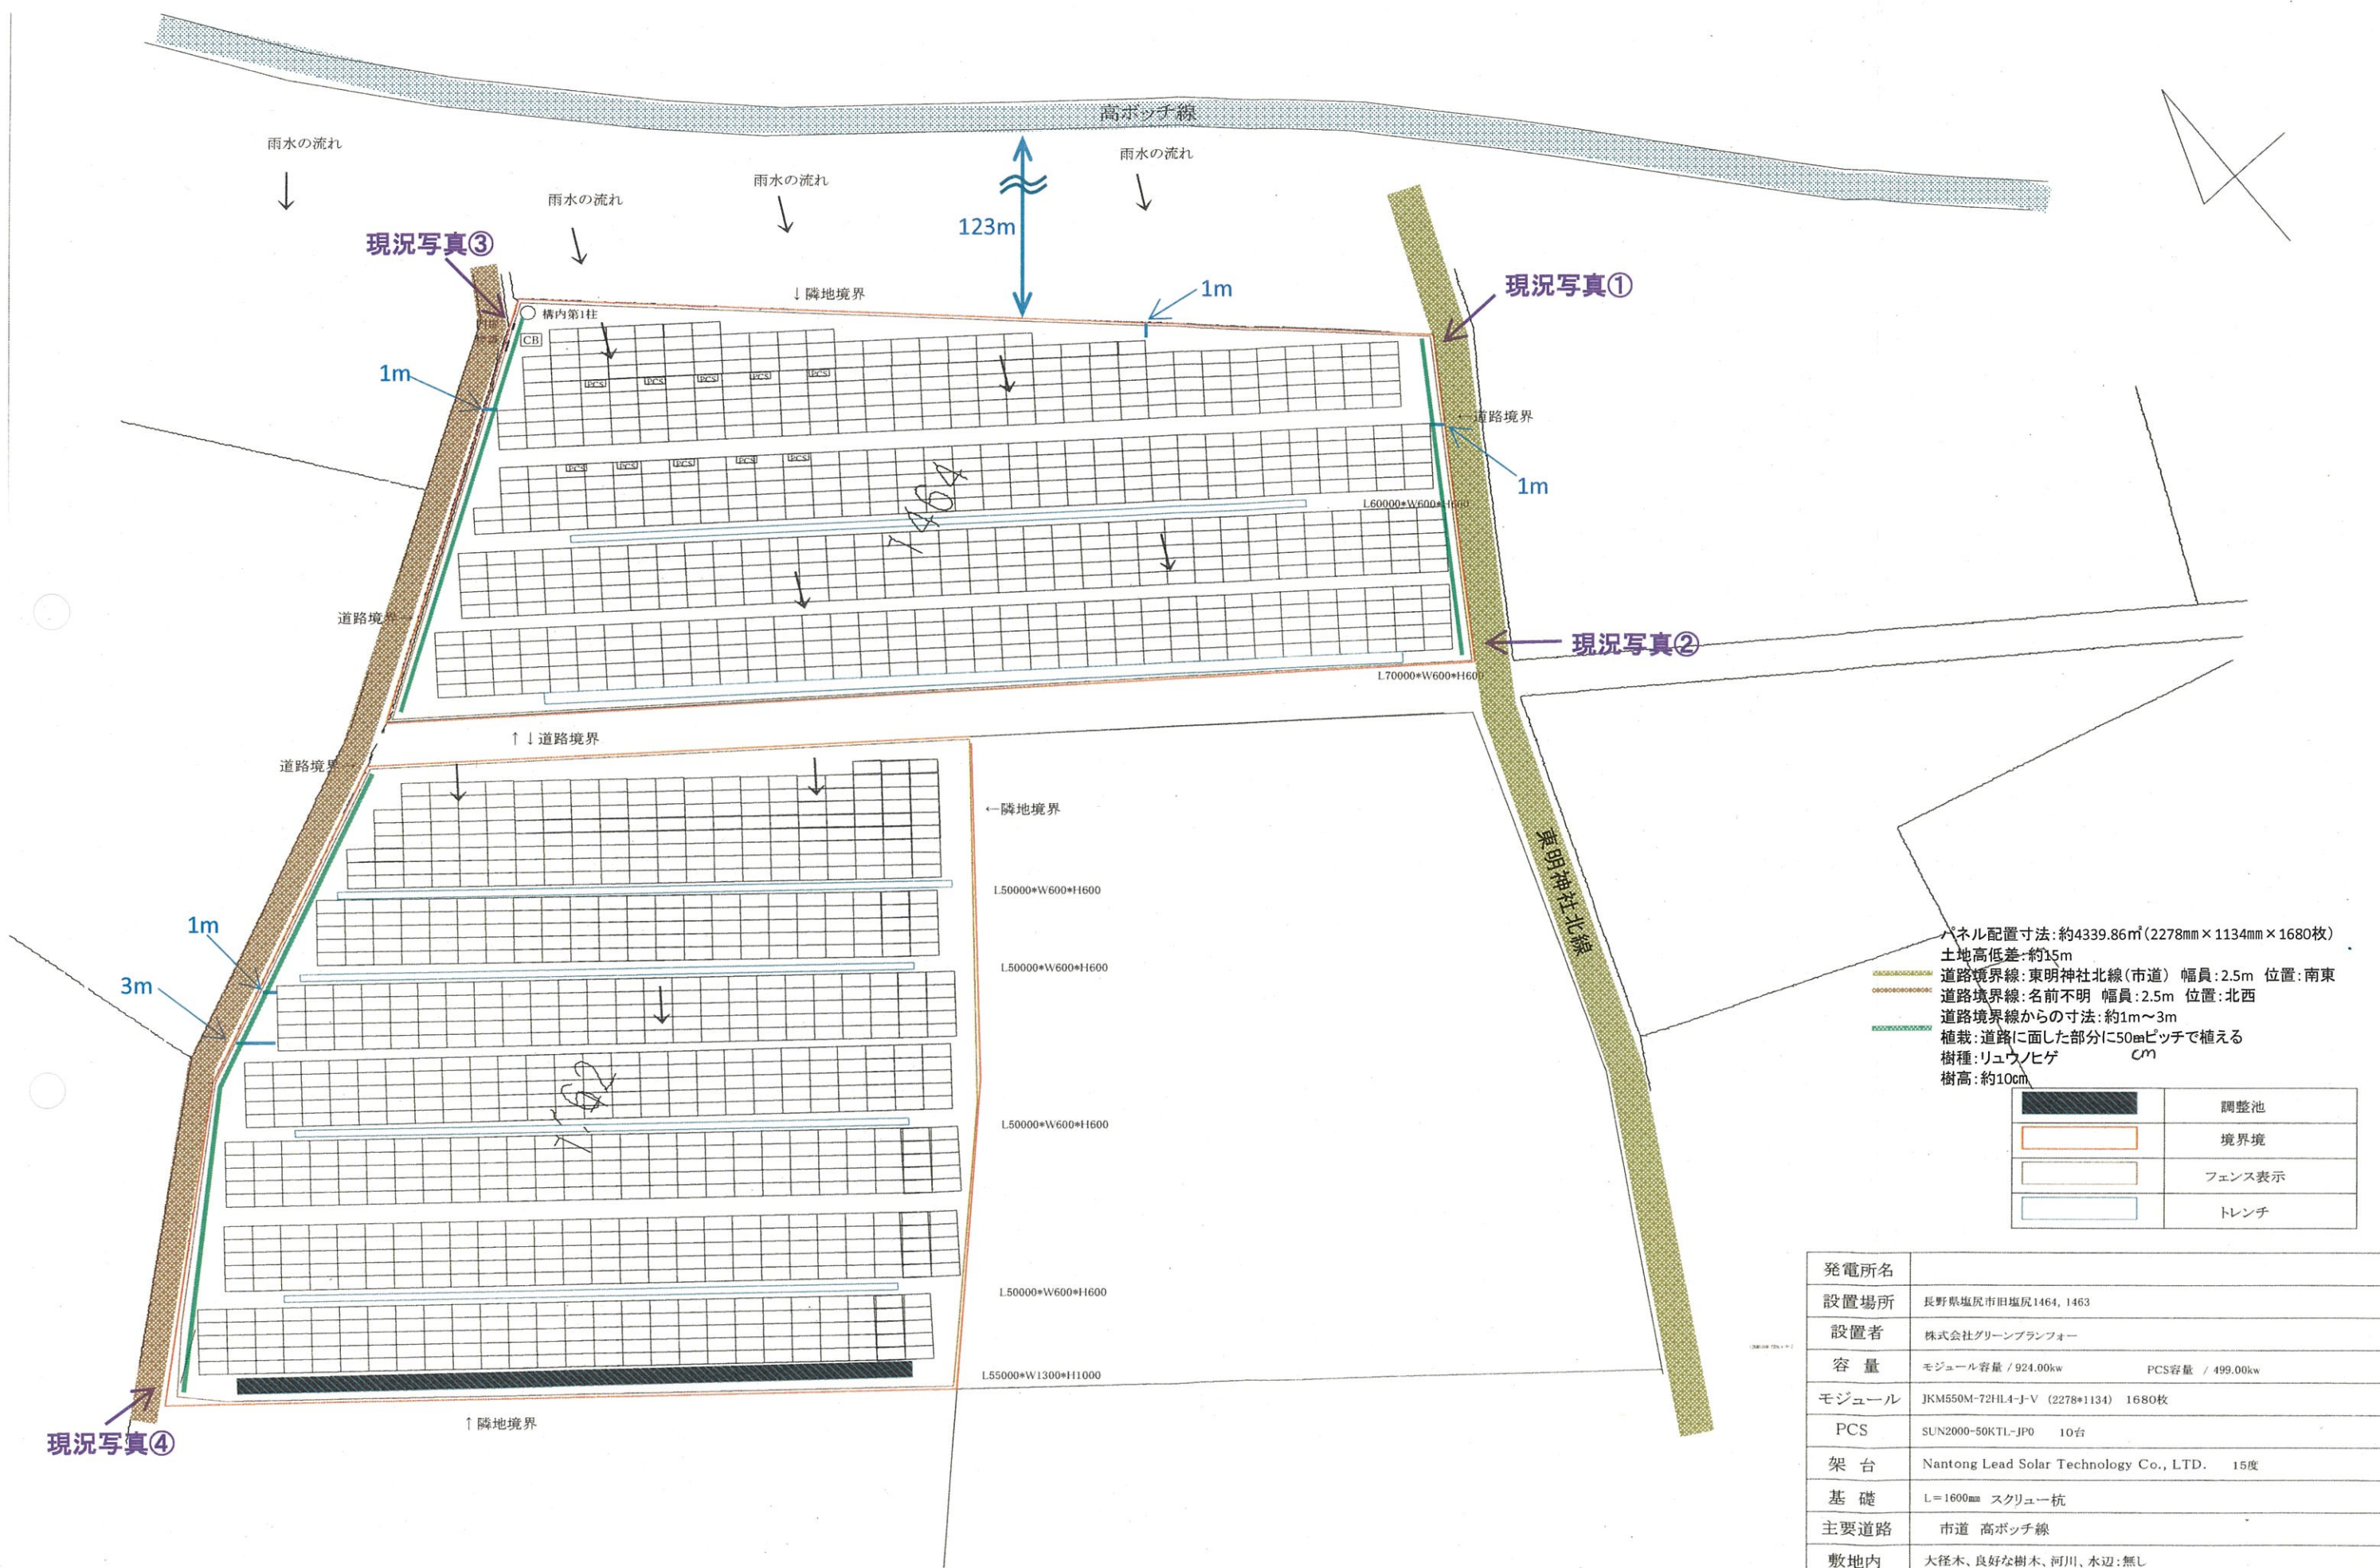 高ボッチ線
雨水の流れ
雨水の流れ
雨水の流れ
雨水の流れ
123m
現況写真③
現況写真①
↓隣地境界
1m
構内第1柱
CB
1m
PCS
PCS
PCS
PCS
PCS
←道路境界
PCS
PCS
PCS
PCS
PCS
1m
1464
L60000*W600*H600
道路境界→
現況写真②
L70000*W600*H600
↑↓道路境界
道路境界→
←隣地境界
東明神社北線
L50000*W600*H600
1m
L50000*W600*H600
3m
L50000*W600*H600
L50000*W600*H600
L55000*W1300*H1000
↑隣地境界
現況写真④
パネル配置寸法:約4339.86㎡(2278㎜×1134㎜×1680枚)
土地高低差:約15m
道路境界線:東明神社北線(市道) 幅員:2.5m 位置:南東
道路境界線:名前不明 幅員:2.5m 位置:北西
道路境界線からの寸法:約1m~3m
植栽:道路に面した部分に50㎝ピッチで植える
cm
樹種:リュウノヒゲ
樹高:約10㎝
調整池
境界境
フェンス表示
トレンチ
発電所名
設置場所 長野県塩尻市旧塩尻1464, 1463
設置者 株式会社グリーンプランフォー
容 量 モジュール容量 / 924.00kw PCS容量 / 499.00kw
モジュール JKM550M-72HL4-J-V (2278*1134) 1680枚
PCS SUN2000-50KTL-JP0 10台
架 台 Nantong Lead Solar Technology Co., LTD. 15度
基 礎 L=1600㎜ スクリュー杭
主要道路 市道 高ボッチ線
敷地内 大径木、良好な樹木、河川、水辺:無し